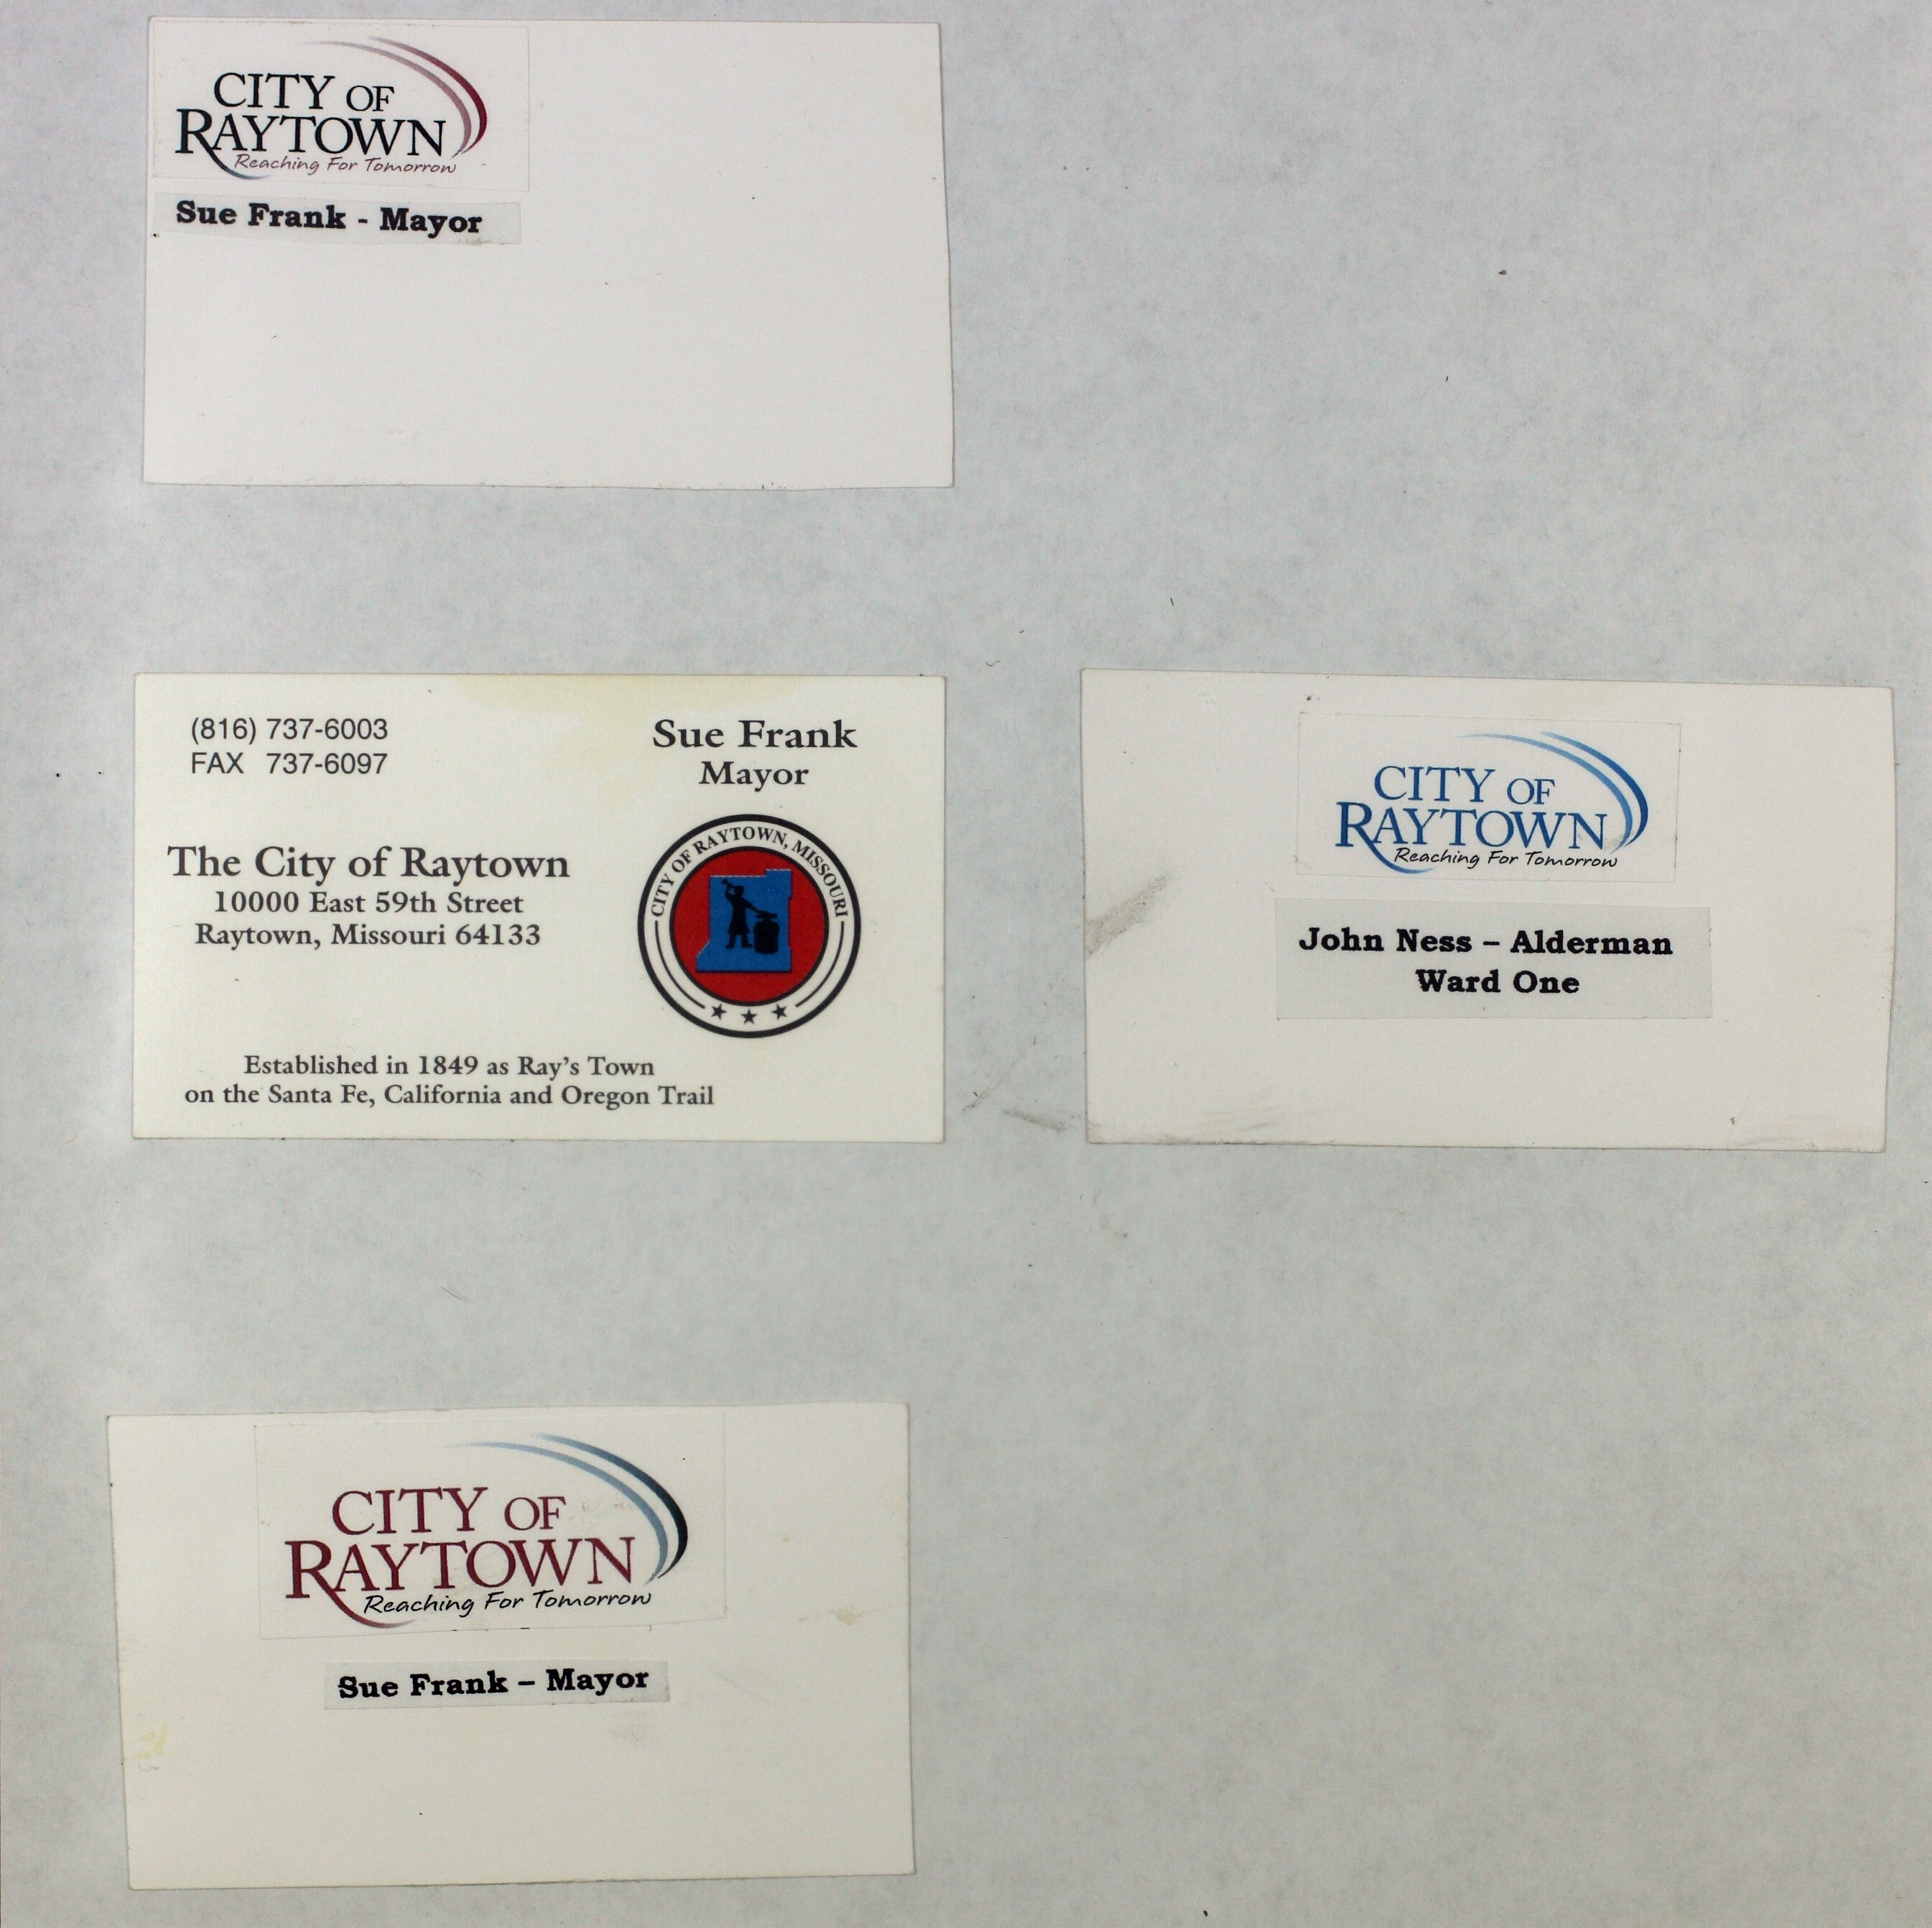 CITY OF
RAYTOWN
Reaching For Tomorrow
Sue Frank - Mayor
(816) 737-6003
FAX 737-6097
Sue Frank
Mayor
The City of Raytown
10000 East 59th Street
Raytown, Missouri 64133
CITY OF RAYTOWN, MISSOURI
Established in 1849 as Ray's Town
on the Santa Fe, California and Oregon Trail
CITY OF
RAYTOWN
Reaching For Tomorrow
John Ness – Alderman
Ward One
CITY OF
RAYTOWN
Reaching For Tomorrow
Sue Frank – Mayor